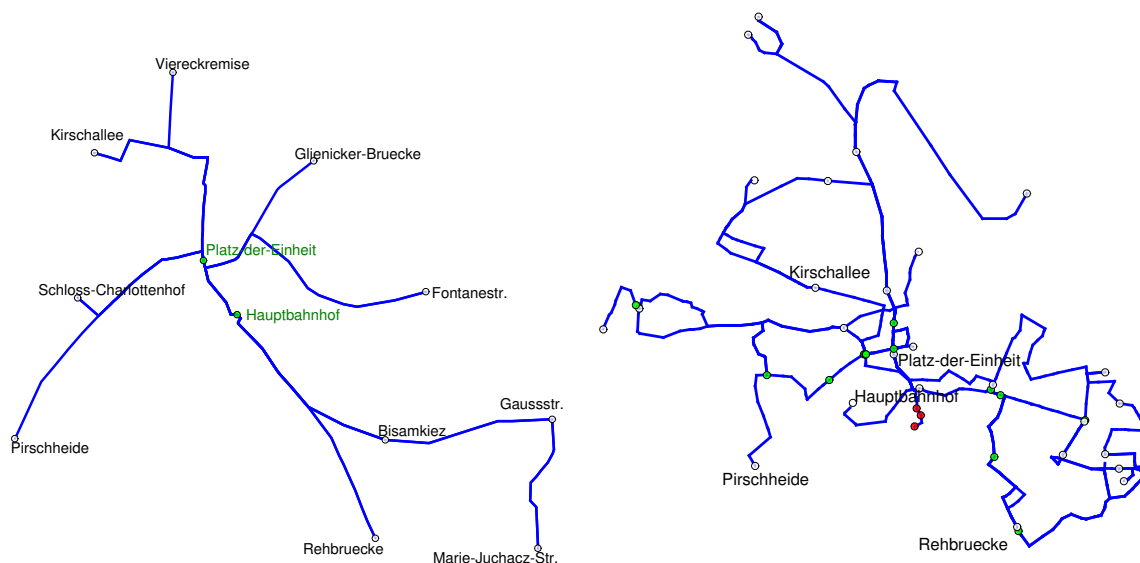 Viereckremise
Kirschallee
Glienicker-Bruecke
Platz-der-Einheit
Schloss-Charlottenhof
Fontanestr.
Hauptbahnhof
Gaussstr.
Bisamkiez
Pirschheide
Rehbruecke
Marie-Juchacz-Str.
Kirschallee
Platz-der-Einheit
Hauptbahnhof
Pirschheide
Rehbruecke